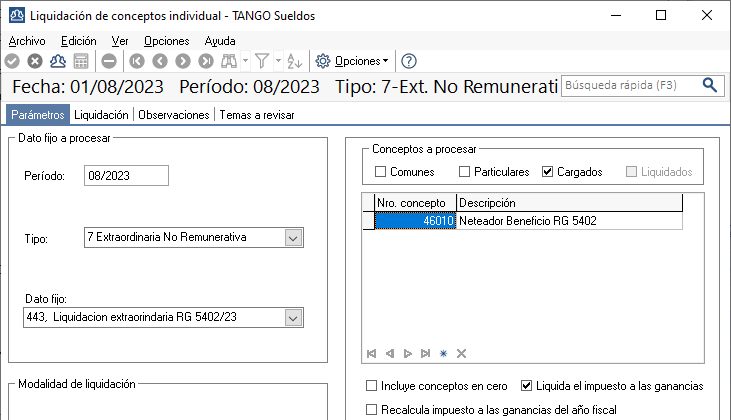 Liquidación de conceptos individual - TANGO Sueldos
Archivo Edición Ver Opciones Ayuda
Opciones
Fecha: 01/08/2023 Período: 08/2023 Tipo: 7-Ext. No Remunerati
Búsqueda rápida (F3)
Parámetros Liquidación Observaciones Temas a revisar
Dato fijo a procesar
Período: 08/2023
Tipo: 7 Extraordinaria No Remunerativa
Dato fijo:
443, Liquidacion extraorindaria RG 5402/23
Modalidad de liquidación
Conceptos a procesar
Comunes Particulares Cargados Liquidados
Nro. concepto Descripción
46010 Neteador Beneficio RG 5402
Incluye conceptos en cero Liquida el impuesto a las ganancias
Recalcula impuesto a las ganancias del año fiscal